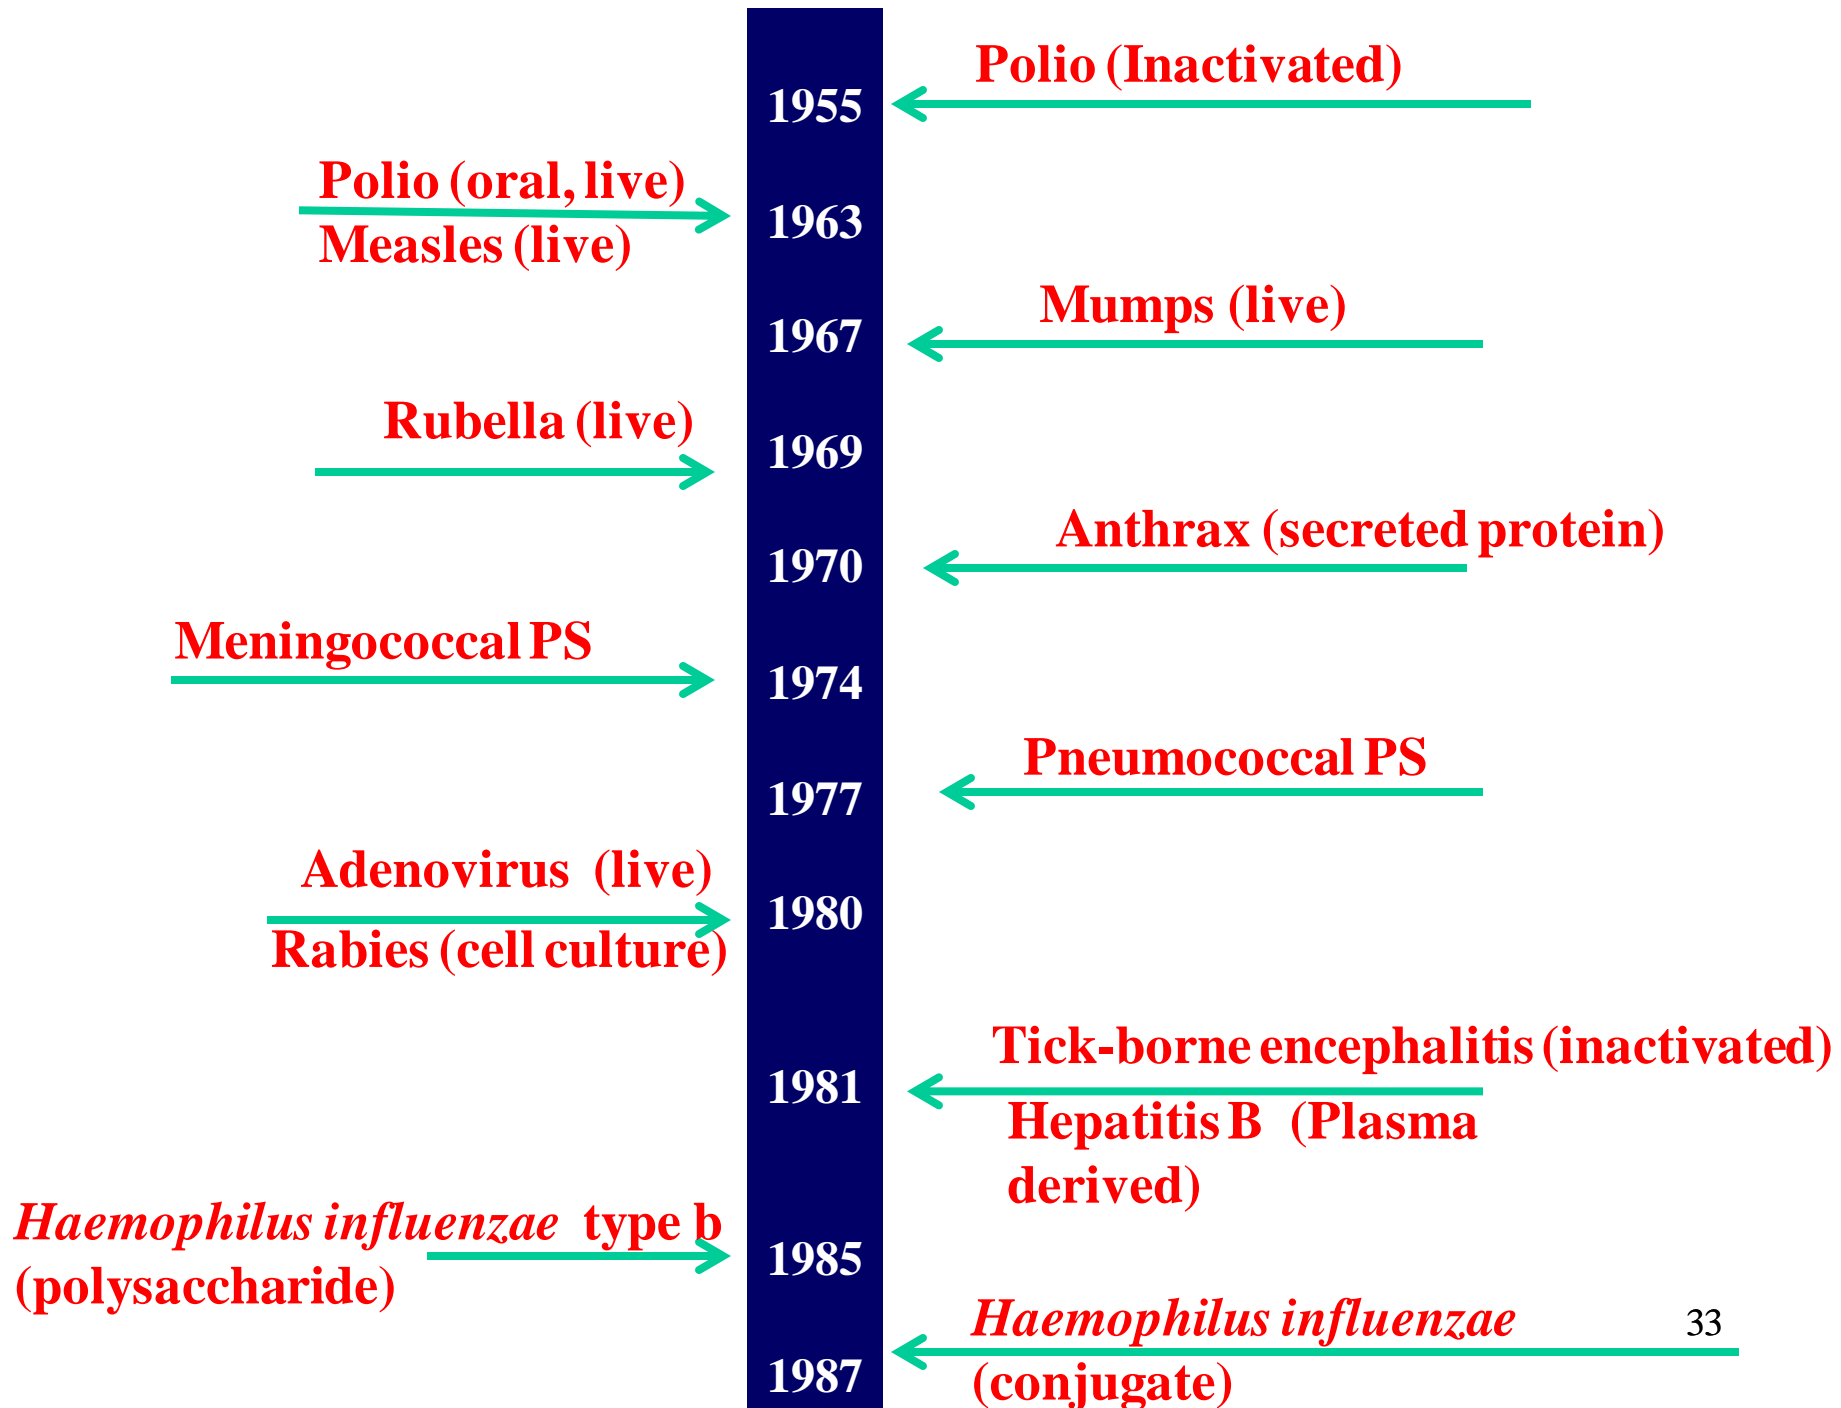 Polio (Inactivated)
1955
Polio (oral, live)
1963
Measles (live)
Mumps (live)
1967
Rubella (live)
1969
Anthrax (secreted protein)
1970
Meningococcal PS
1974
Pneumococcal PS
1977
Adenovirus (live)
1980
Rabies (cell culture)
Tick-borne encephalitis (inactivated)
1981
Hepatitis B (Plasma
derived)
Haemophilus influenzae type b
1985
(polysaccharide)
Haemophilus influenzae
33
1987
(conjugate)